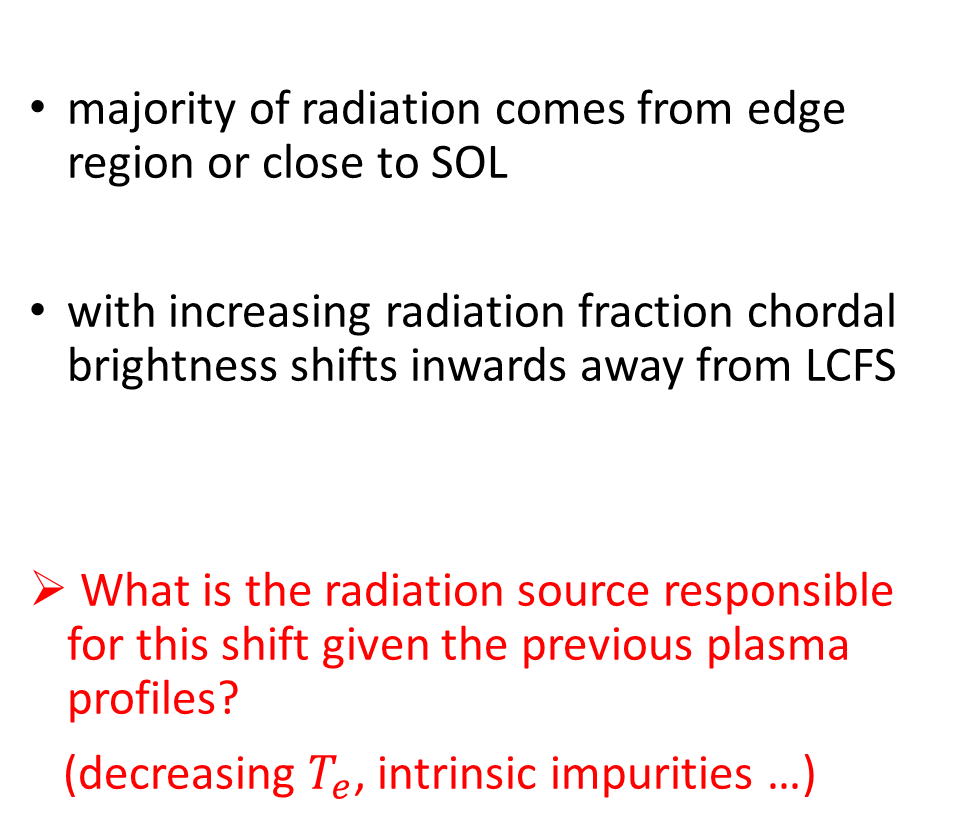 • majority of radiation comes from edge
region or close to SOL
• with increasing radiation fraction chordal
brightness shifts inwards away from LCFS
➢ What is the radiation source responsible
for this shift given the previous plasma
profiles?
(decreasing Tₑ, intrinsic impurities …)